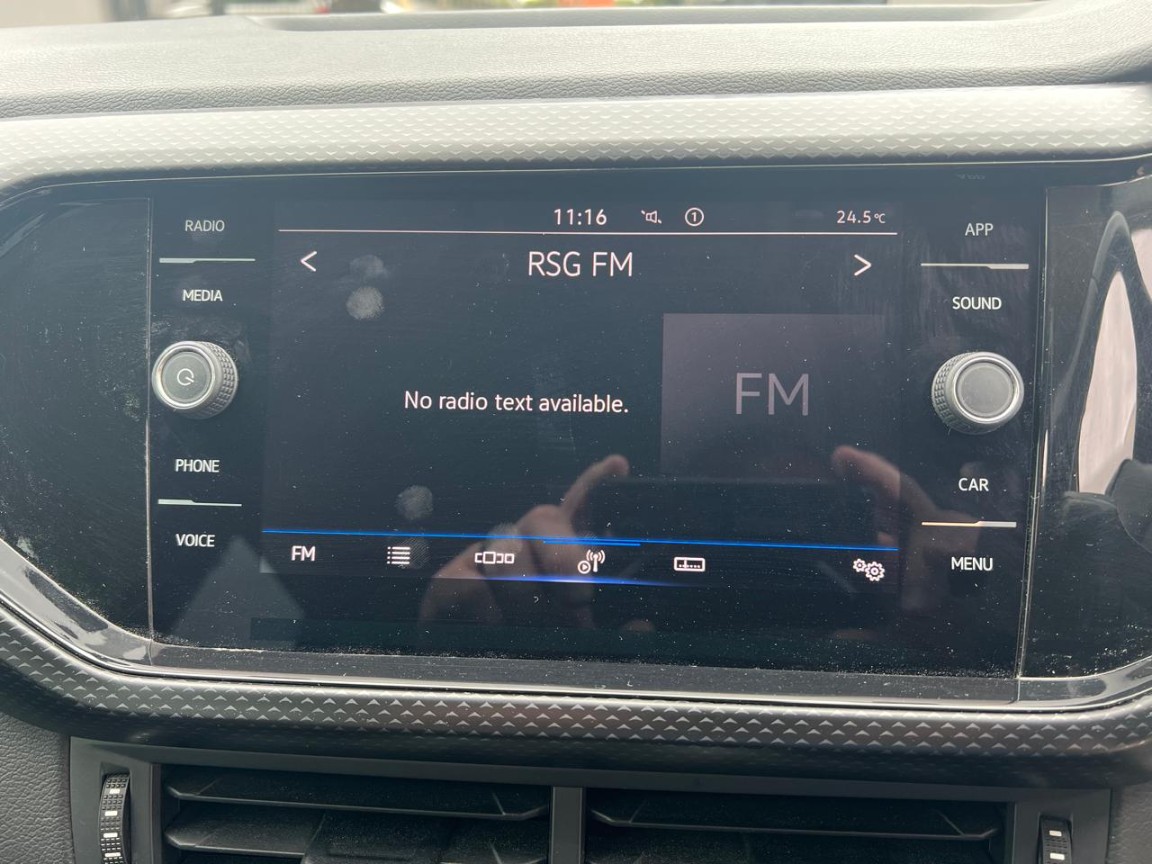 11:16 1 24.5°C
RADIO
MEDIA
PHONE
VOICE
< RSG FM >
No radio text available.
FM
FM
APP
SOUND
CAR
MENU